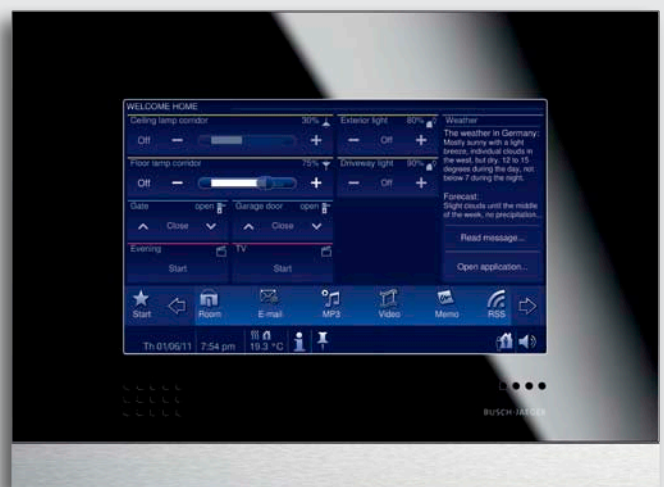 WELCOME HOME
Ceiling lamp corridor 30%
Off − +
Exterior light 80%
− Off +
Floor lamp corridor 75%
Off − +
Driveway light 90%
− Off +
Gate open
Close
Garage door open
Close
Evening
Start
TV
Start
Weather
The weather in Germany:
Mostly sunny with a light
breeze, individual clouds in
the west, but dry. 12 to 15
degrees during the day, not
below 7 during the night.
Forecast:
Slight clouds until the middle
of the week, no precipitation...
Read message...
Open application...
Start Room E-mail MP3 Video Memo RSS
Th 01/06/11 7:54 pm 19.3 °C
BUSCH-JAEGER